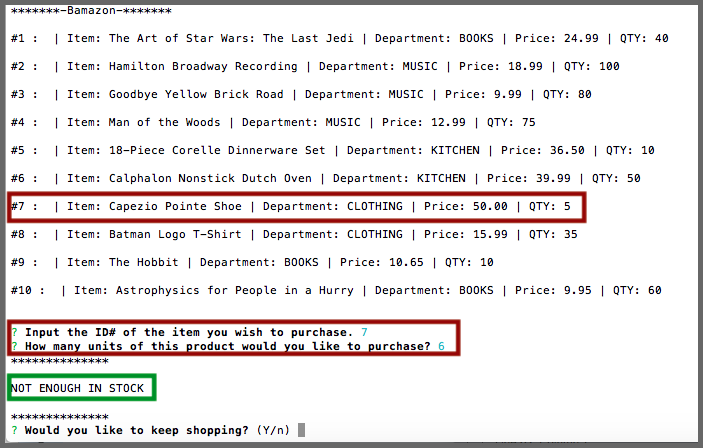 *******-Bamazon-*******
#1 :  | Item: The Art of Star Wars: The Last Jedi | Department: BOOKS | Price: 24.99 | QTY: 40
#2 :  | Item: Hamilton Broadway Recording | Department: MUSIC | Price: 18.99 | QTY: 100
#3 :  | Item: Goodbye Yellow Brick Road | Department: MUSIC | Price: 9.99 | QTY: 80
#4 :  | Item: Man of the Woods | Department: MUSIC | Price: 12.99 | QTY: 75
#5 :  | Item: 18-Piece Corelle Dinnerware Set | Department: KITCHEN | Price: 36.50 | QTY: 10
#6 :  | Item: Calphalon Nonstick Dutch Oven | Department: KITCHEN | Price: 39.99 | QTY: 50
#7 :  | Item: Capezio Pointe Shoe | Department: CLOTHING | Price: 50.00 | QTY: 5
#8 :  | Item: Batman Logo T-Shirt | Department: CLOTHING | Price: 15.99 | QTY: 35
#9 :  | Item: The Hobbit | Department: BOOKS | Price: 10.65 | QTY: 10
#10 :  | Item: Astrophysics for People in a Hurry | Department: BOOKS | Price: 9.95 | QTY: 60
? Input the ID# of the item you wish to purchase. 7
? How many units of this product would you like to purchase? 6
**************
NOT ENOUGH IN STOCK
**************
? Would you like to keep shopping? (Y/n)